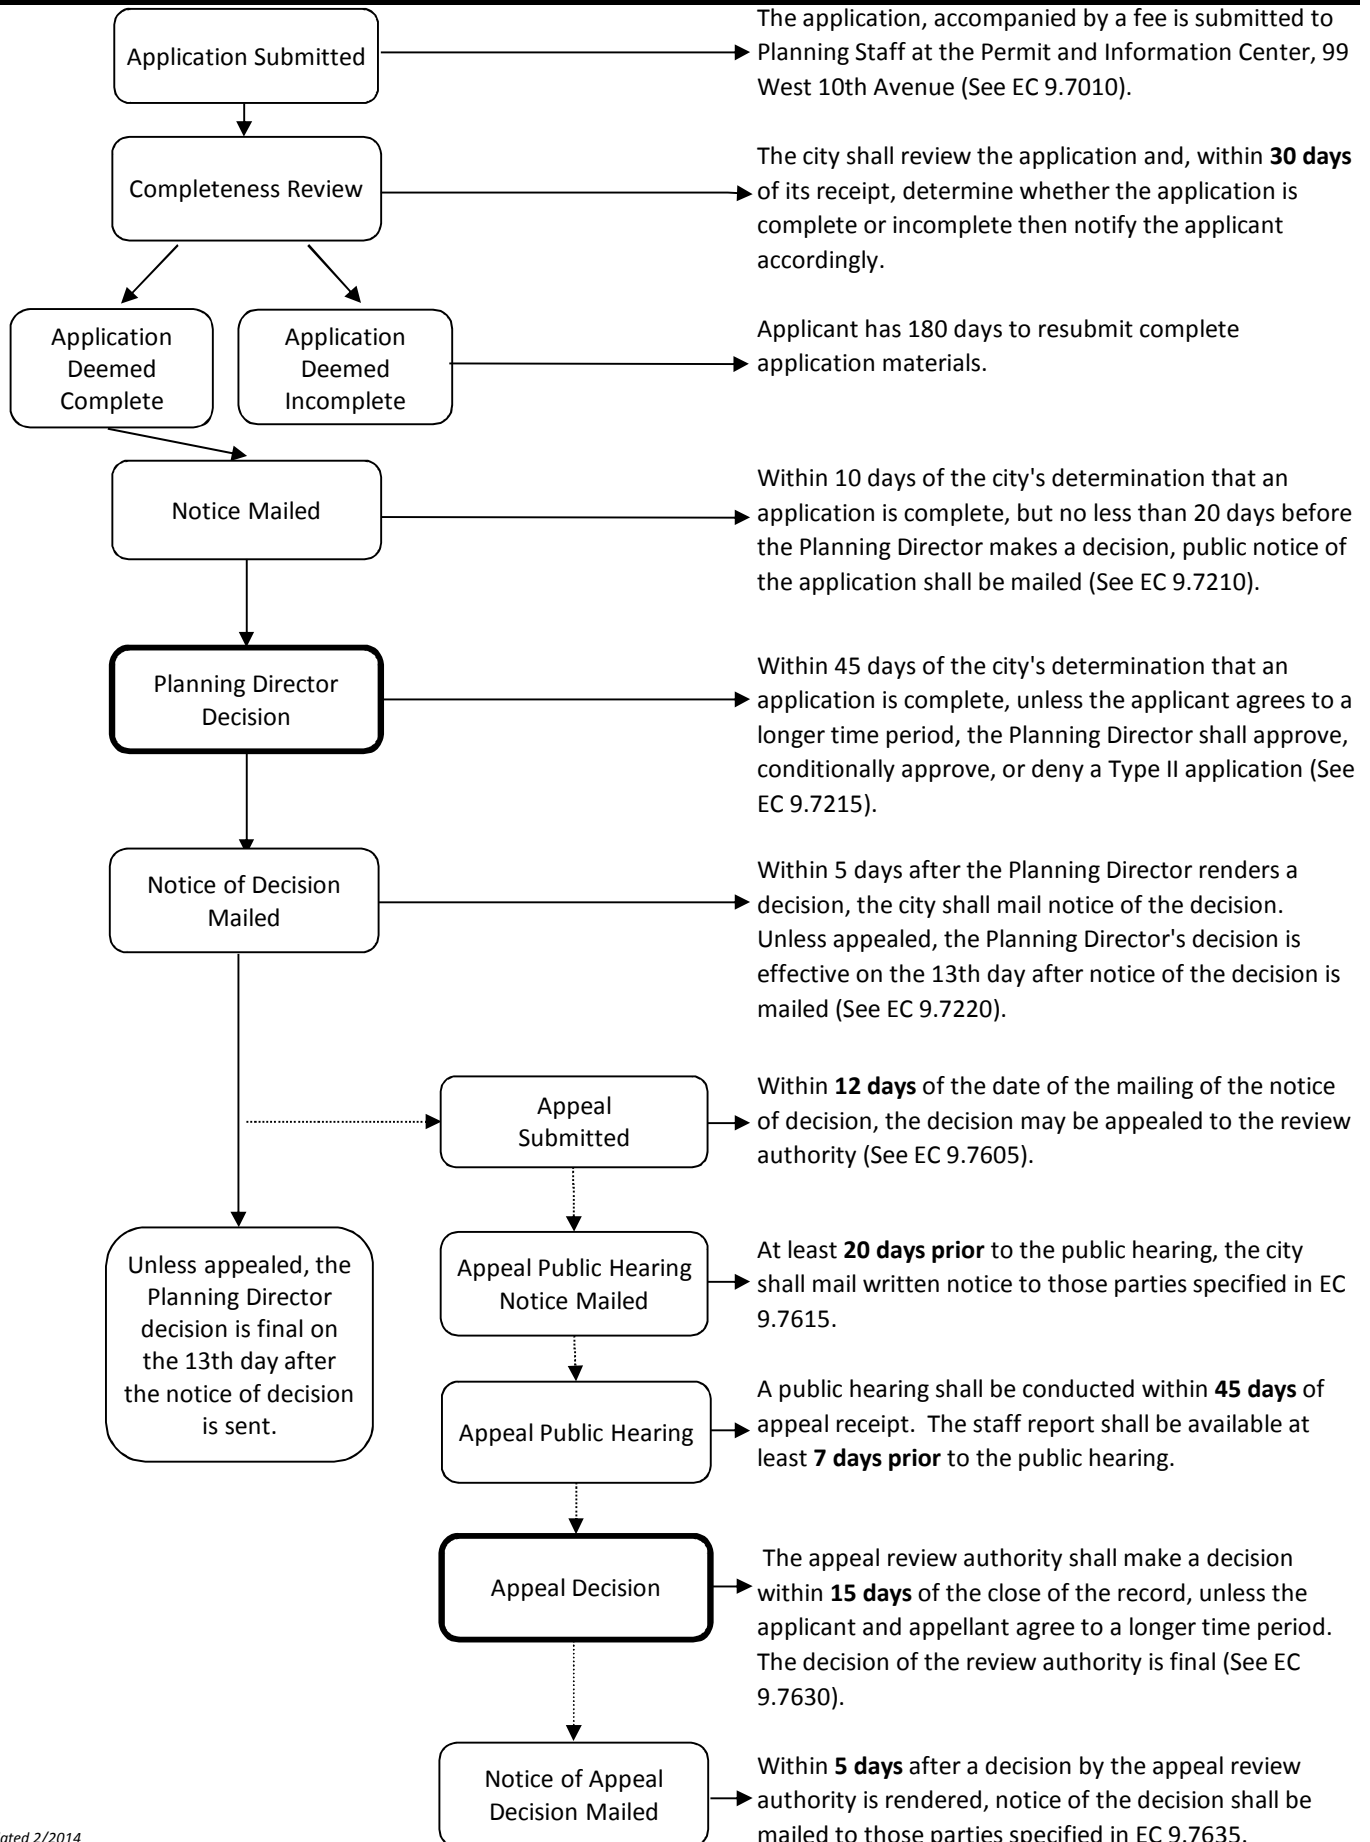 Application Submitted
The application, accompanied by a fee is submitted to
Planning Staff at the Permit and Information Center, 99
West 10th Avenue (See EC 9.7010).
Completeness Review
The city shall review the application and, within 30 days
of its receipt, determine whether the application is
complete or incomplete then notify the applicant
accordingly.
Application
Deemed
Complete
Application
Deemed
Incomplete
Applicant has 180 days to resubmit complete
application materials.
Notice Mailed
Within 10 days of the city's determination that an
application is complete, but no less than 20 days before
the Planning Director makes a decision, public notice of
the application shall be mailed (See EC 9.7210).
Planning Director
Decision
Within 45 days of the city's determination that an
application is complete, unless the applicant agrees to a
longer time period, the Planning Director shall approve,
conditionally approve, or deny a Type II application (See
EC 9.7215).
Notice of Decision
Mailed
Within 5 days after the Planning Director renders a
decision, the city shall mail notice of the decision.
Unless appealed, the Planning Director's decision is
effective on the 13th day after notice of the decision is
mailed (See EC 9.7220).
Appeal
Submitted
Within 12 days of the date of the mailing of the notice
of decision, the decision may be appealed to the review
authority (See EC 9.7605).
Unless appealed, the
Planning Director
decision is final on
the 13th day after
the notice of decision
is sent.
Appeal Public Hearing
Notice Mailed
At least 20 days prior to the public hearing, the city
shall mail written notice to those parties specified in EC
9.7615.
Appeal Public Hearing
A public hearing shall be conducted within 45 days of
appeal receipt.  The staff report shall be available at
least 7 days prior to the public hearing.
Appeal Decision
The appeal review authority shall make a decision
within 15 days of the close of the record, unless the
applicant and appellant agree to a longer time period.
The decision of the review authority is final (See EC
9.7630).
Notice of Appeal
Decision Mailed
Within 5 days after a decision by the appeal review
authority is rendered, notice of the decision shall be
mailed to those parties specified in EC 9.7635.
2/2014